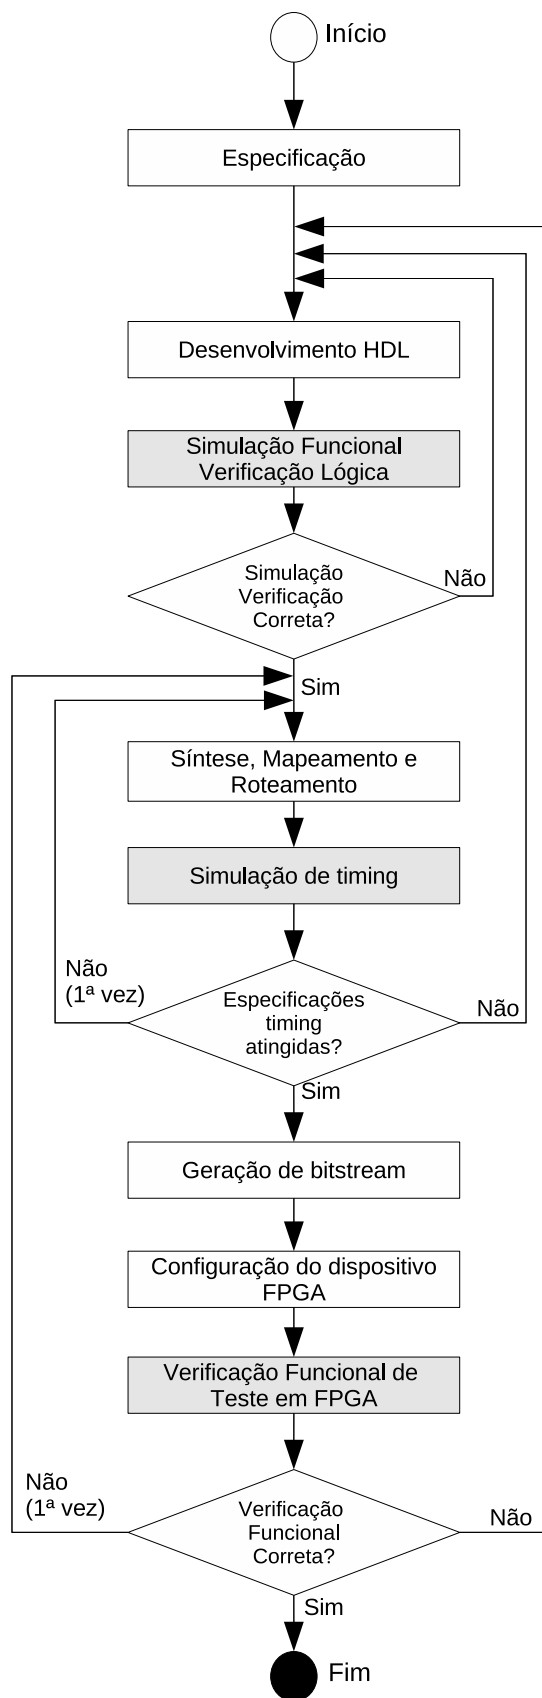 Início
Especificação
Desenvolvimento HDL
Simulação Funcional
Verificação Lógica
Simulação
Verificação
Correta?
Não
Sim
Síntese, Mapeamento e
Roteamento
Simulação de timing
Não
(1ª vez)
Especificações
timing
atingidas?
Não
Sim
Geração de bitstream
Configuração do dispositivo
FPGA
Verificação Funcional de
Teste em FPGA
Não
(1ª vez)
Verificação
Funcional
Correta?
Não
Sim
Fim